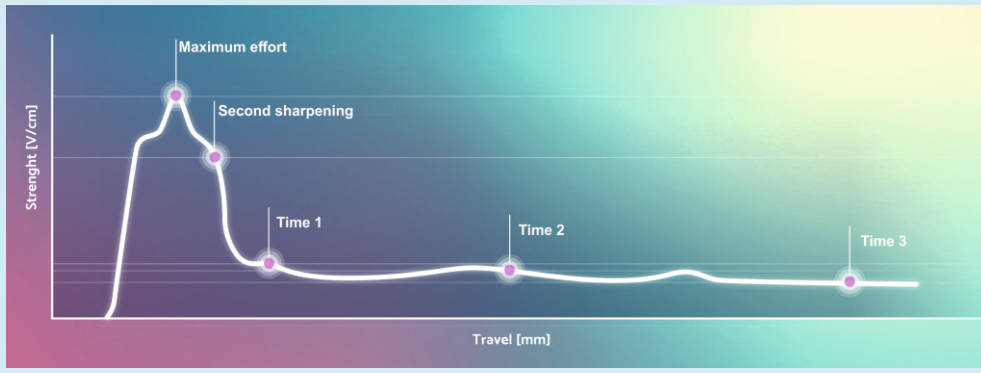 Maximum effort
Second sharpening
Strenght [V/cm]
Time 1
Time 2
Time 3
Travel [mm]